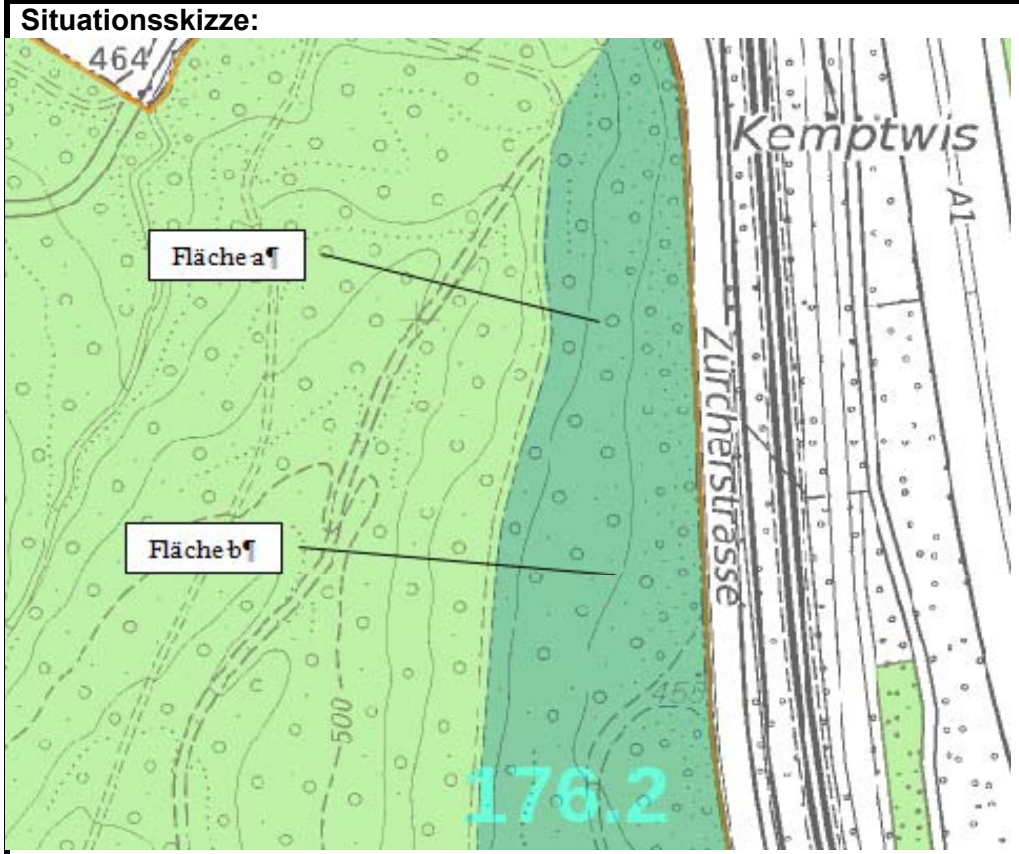 Situationsskizze:
464
Kemptwis
A1
Fläche a¶
Zürcherstrasse
Fläche b¶
455
500
176.2